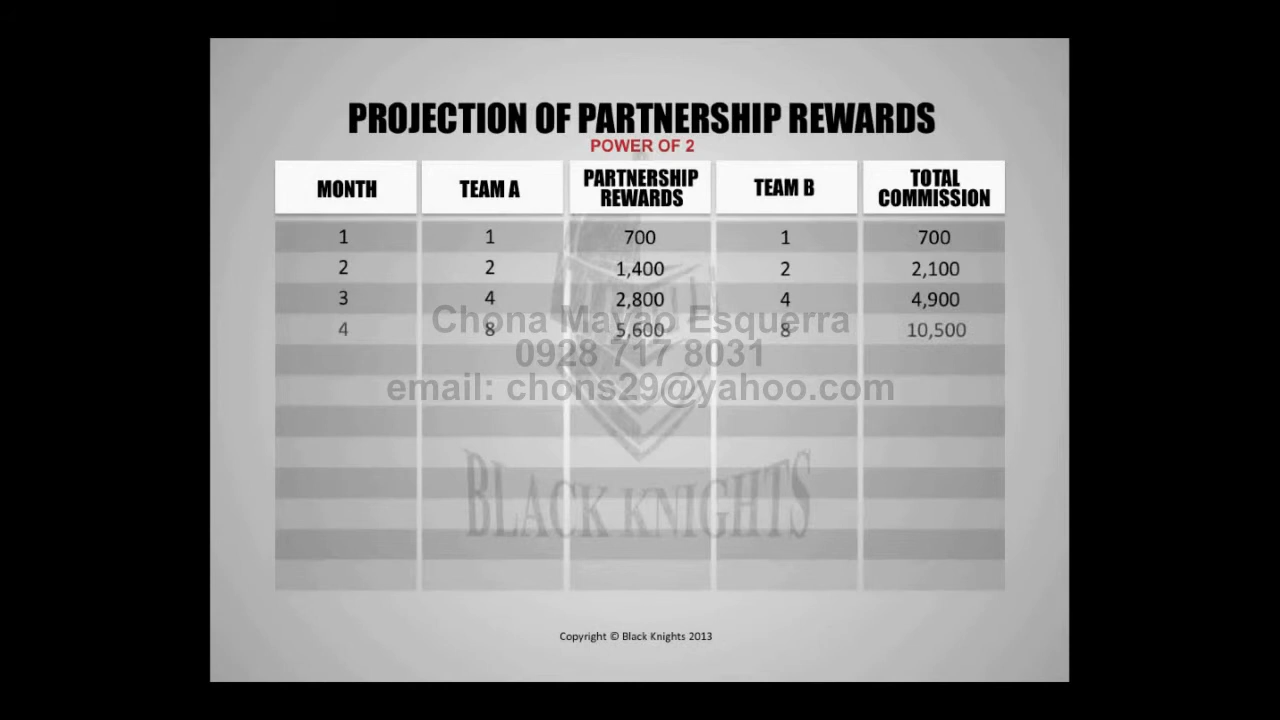 PROJECTION OF PARTNERSHIP REWARDS
POWER OF 2
MONTH TEAM A PARTNERSHIP REWARDS TEAM B TOTAL COMMISSION
1 1 700 1 700
2 2 1,400 2 2,100
3 4 2,800 4 4,900
4 8 5,600 8 10,500
Chona Mayao Esquerra
0928 717 8031
email: chons29@yahoo.com
BLACK KNIGHTS
Copyright © Black Knights 2013